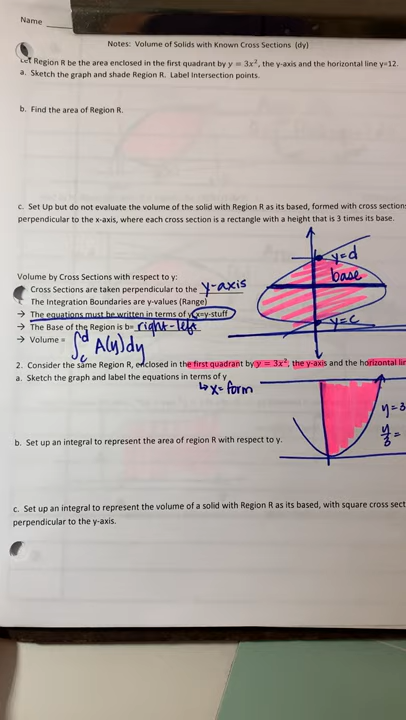 Name
Notes: Volume of Solids with Known Cross Sections (dy)
Let Region R be the area enclosed in the first quadrant by y = 3x², the y-axis and the horizontal line y=12.
a. Sketch the graph and shade Region R. Label Intersection points.
b. Find the area of Region R.
c. Set Up but do not evaluate the volume of the solid with Region R as its based, formed with cross sections
perpendicular to the x-axis, where each cross section is a rectangle with a height that is 3 times its base.
y=d
base
y=c
Volume by Cross Sections with respect to y:
Cross Sections are taken perpendicular to the y-axis
The Integration Boundaries are y-values (Range)
→ The equations must be written in terms of y x=y-stuff
→ The Base of the Region is b= right-left
→ Volume = ∫ d c A(y)dy
2. Consider the same Region R, enclosed in the first quadrant by y = 3x², the y-axis and the horizontal
a. Sketch the graph and label the equations in terms of y
↳ x= form
y=3
y/3 =
b. Set up an integral to represent the area of region R with respect to y.
c. Set up an integral to represent the volume of a solid with Region R as its based, with square cross
perpendicular to the y-axis.